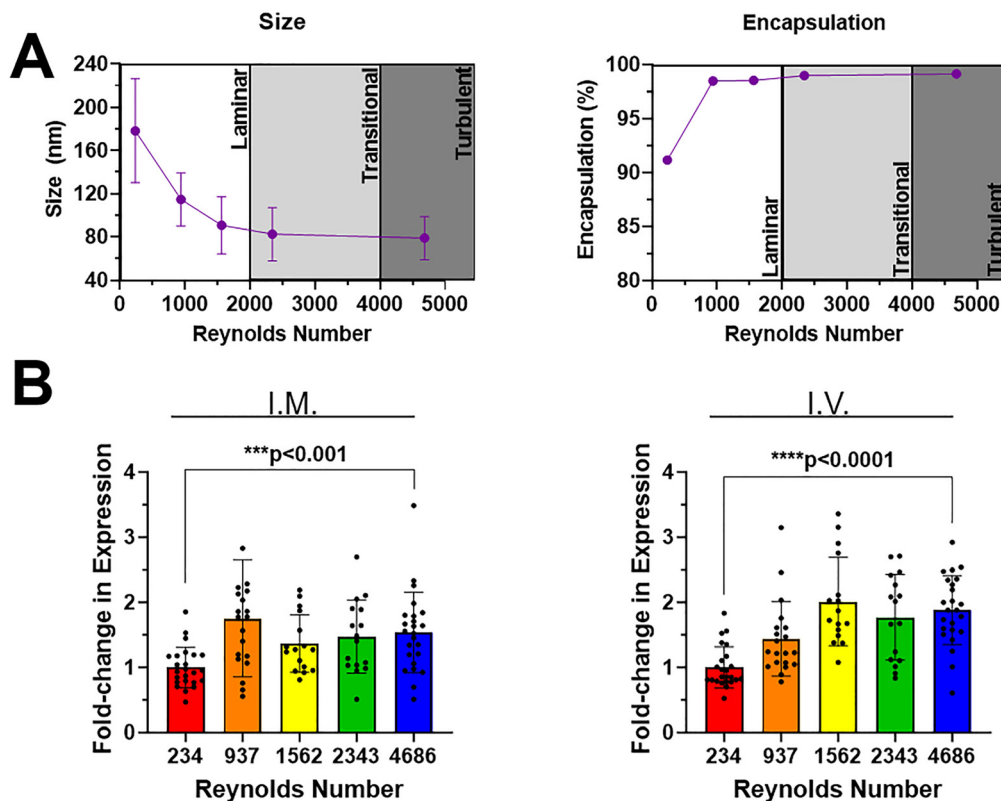 A
Size
Size (nm)
240
200
160
120
80
40
Laminar
Transitional
Turbulent
0 1000 2000 3000 4000 5000
Reynolds Number
Encapsulation
Encapsulation (%)
100
95
90
85
80
Laminar
Transitional
Turbulent
0 1000 2000 3000 4000 5000
Reynolds Number
B
I.M.
***p<0.001
Fold-change in Expression
4
3
2
1
0
234 937 1562 2343 4686
Reynolds Number
I.V.
****p<0.0001
Fold-change in Expression
4
3
2
1
0
234 937 1562 2343 4686
Reynolds Number